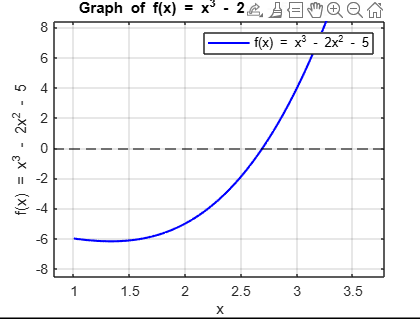 Graph of f(x) = x³ - 2
f(x) = x³ - 2x² - 5
f(x) = x³ - 2x² - 5
8
6
4
2
0
-2
-4
-6
-8
1 1.5 2 2.5 3 3.5
x